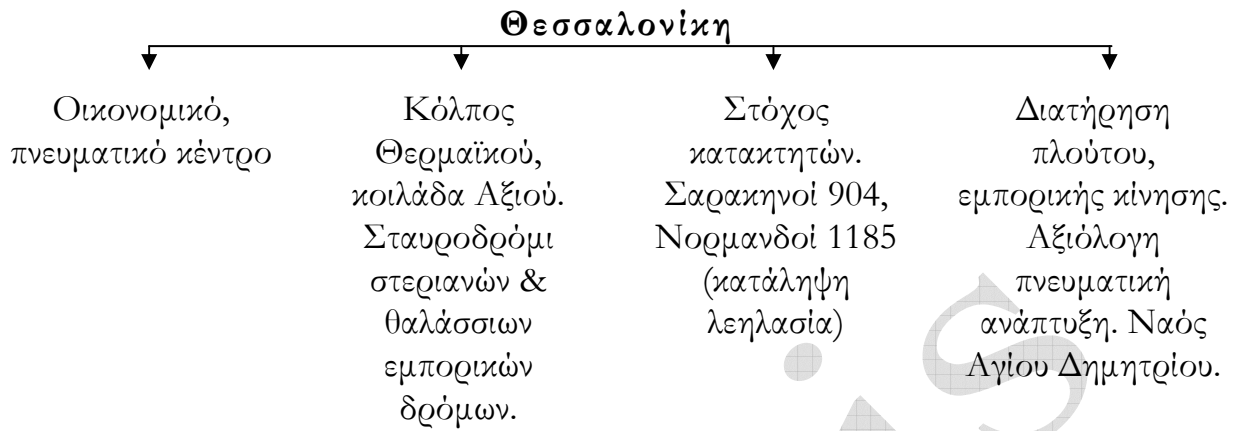 Θεσσαλονίκη
Οικονομικό,
πνευματικό κέντρο
Κόλπος
Θερμαϊκού,
κοιλάδα Αξιού.
Σταυροδρόμι
στεριανών &
θαλάσσιων
εμπορικών
δρόμων.
Στόχος
κατακτητών.
Σαρακηνοί 904,
Νορμανδοί 1185
(κατάληψη
λεηλασία)
Διατήρηση
πλούτου,
εμπορικής κίνησης.
Αξιόλογη
πνευματική
ανάπτυξη. Ναός
Αγίου Δημητρίου.